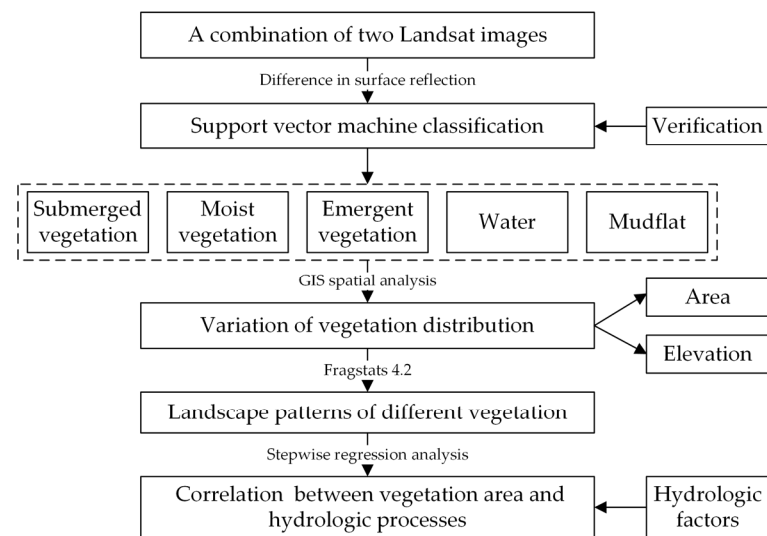 A combination of two Landsat images
Difference in surface reflection
Support vector machine classification
Verification
Submerged
vegetation
Moist
vegetation
Emergent
vegetation
Water
Mudflat
GIS spatial analysis
Area
Variation of vegetation distribution
Elevation
Fragstats 4.2
Landscape patterns of different vegetation
Stepwise regression analysis
Correlation between vegetation area and
hydrologic processes
Hydrologic
factors